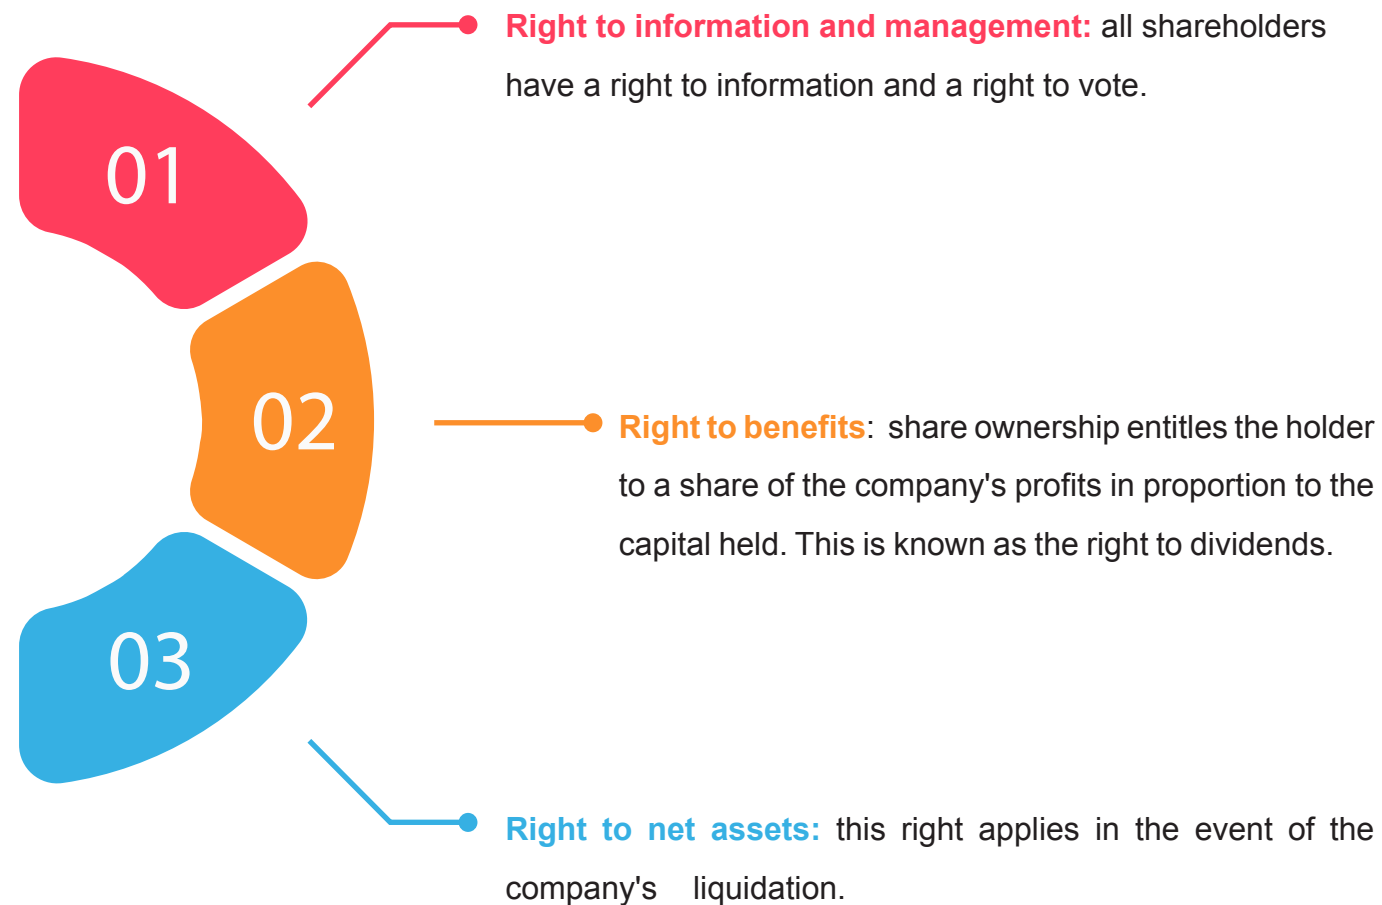 01
Right to information and management: all shareholders
have a right to information and a right to vote.
02
Right to benefits: share ownership entitles the holder
to a share of the company's profits in proportion to the
capital held. This is known as the right to dividends.
03
Right to net assets: this right applies in the event of the
company's liquidation.